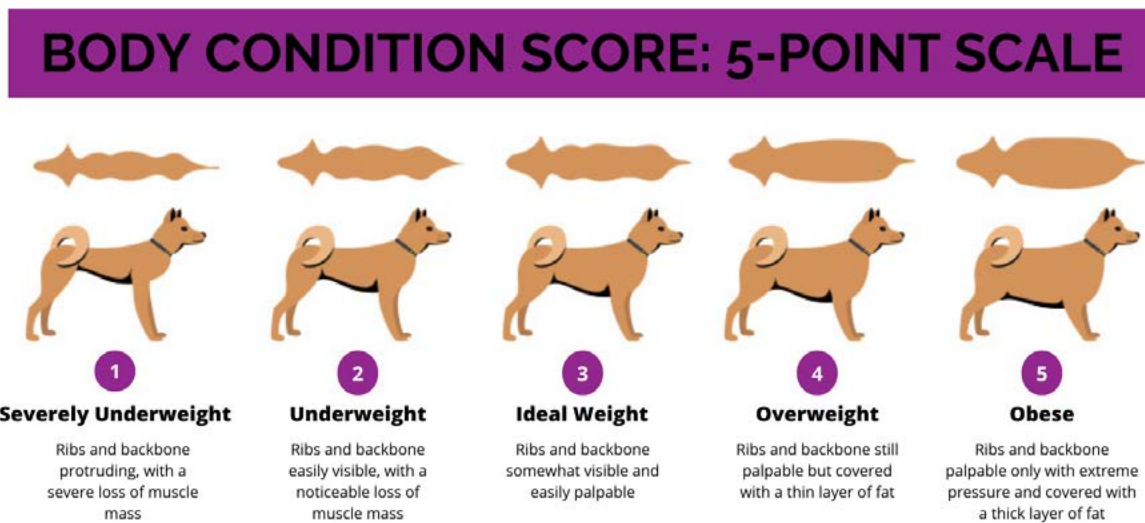 BODY CONDITION SCORE: 5-POINT SCALE
1
Severely Underweight
Ribs and backbone
protruding, with a
severe loss of muscle
mass
2
Underweight
Ribs and backbone
easily visible, with a
noticeable loss of
muscle mass
3
Ideal Weight
Ribs and backbone
somewhat visible and
easily palpable
4
Overweight
Ribs and backbone still
palpable but covered
with a thin layer of fat
5
Obese
Ribs and backbone
palpable only with extreme
pressure and covered with
a thick layer of fat